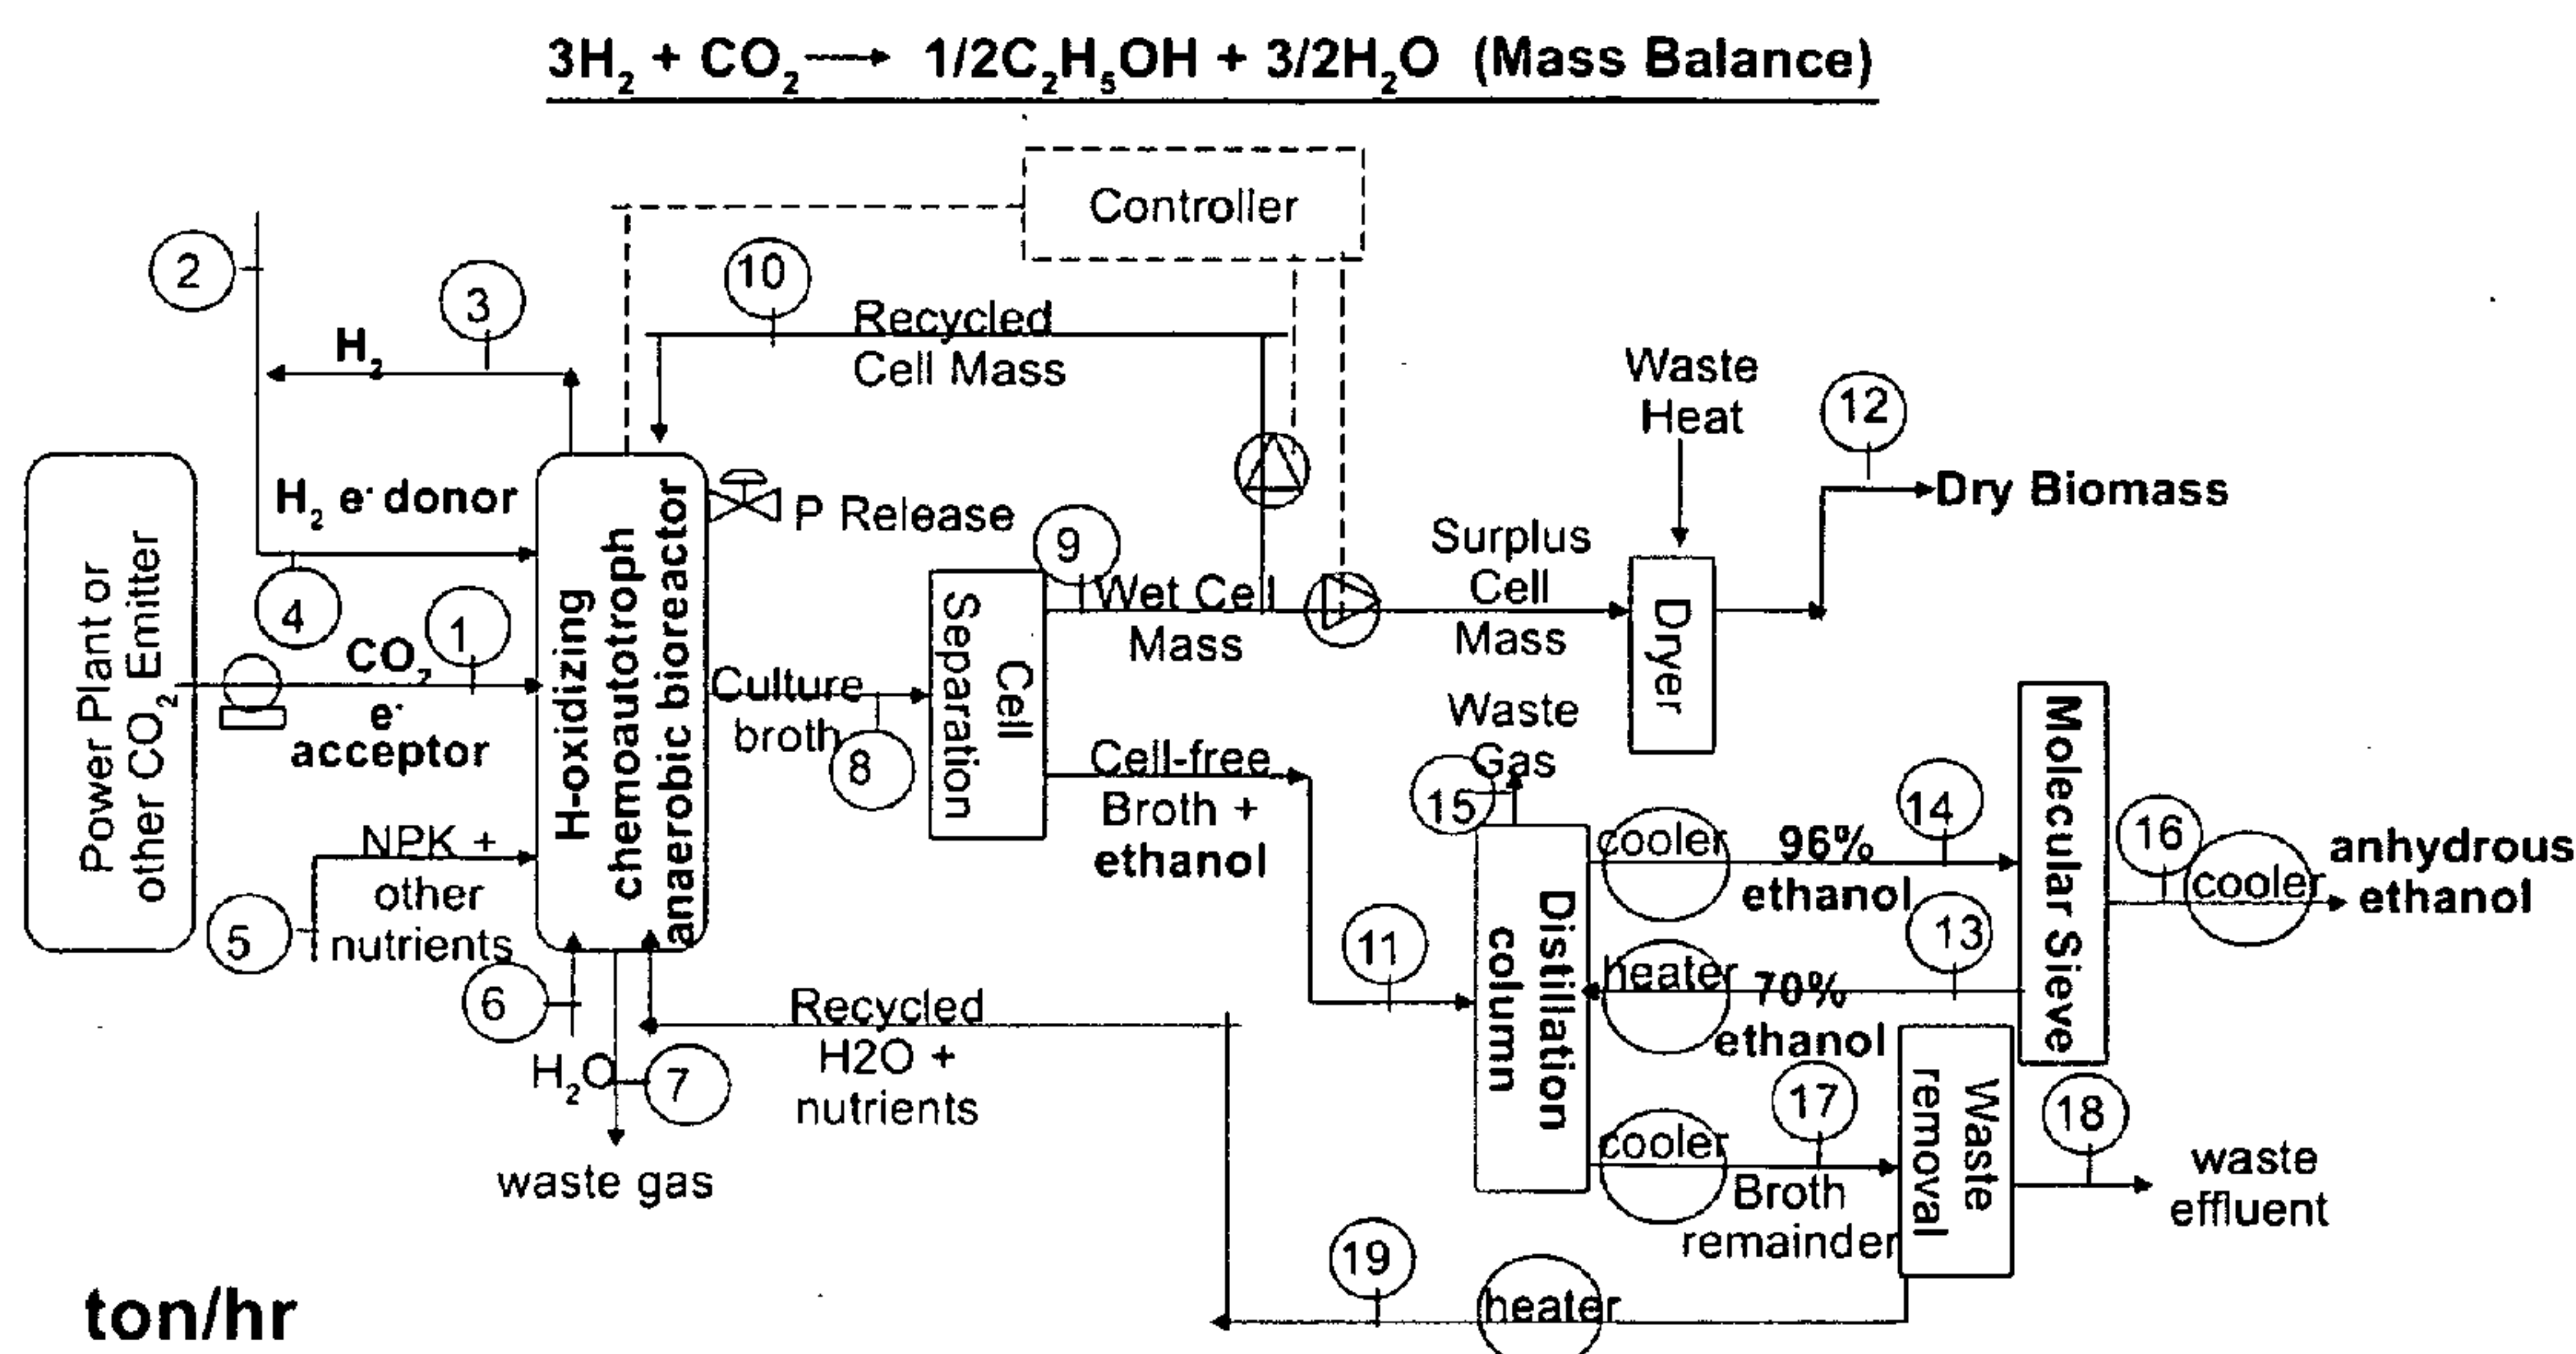 3H₂ + CO₂ → 1/2C₂H₅OH + 3/2H₂O (Mass Balance)
Controller
2
3
10
H₂
Recycled
Cell Mass
Waste
Heat
12
Dry Biomass
H₂ e⁻ donor
P Release
4
1
CO₂
e⁻
acceptor
Power Plant or
other CO₂ Emitter
H-oxidizing
chemoautotroph
anaerobic bioreactor
9
Wet Cell
Mass
Surplus
Cell
Mass
Dryer
Culture
broth
8
Cell
Separation
Cell-free
Broth +
ethanol
Waste
Gas
15
NPK +
other
nutrients
5
6
H₂O
7
waste gas
Recycled
H2O +
nutrients
11
Distillation
column
cooler
96%
ethanol
14
heater
70%
ethanol
13
Molecular Sieve
16
cooler
anhydrous
ethanol
cooler
17
Broth
remainder
Waste
removal
18
waste
effluent
19
heater
ton/hr